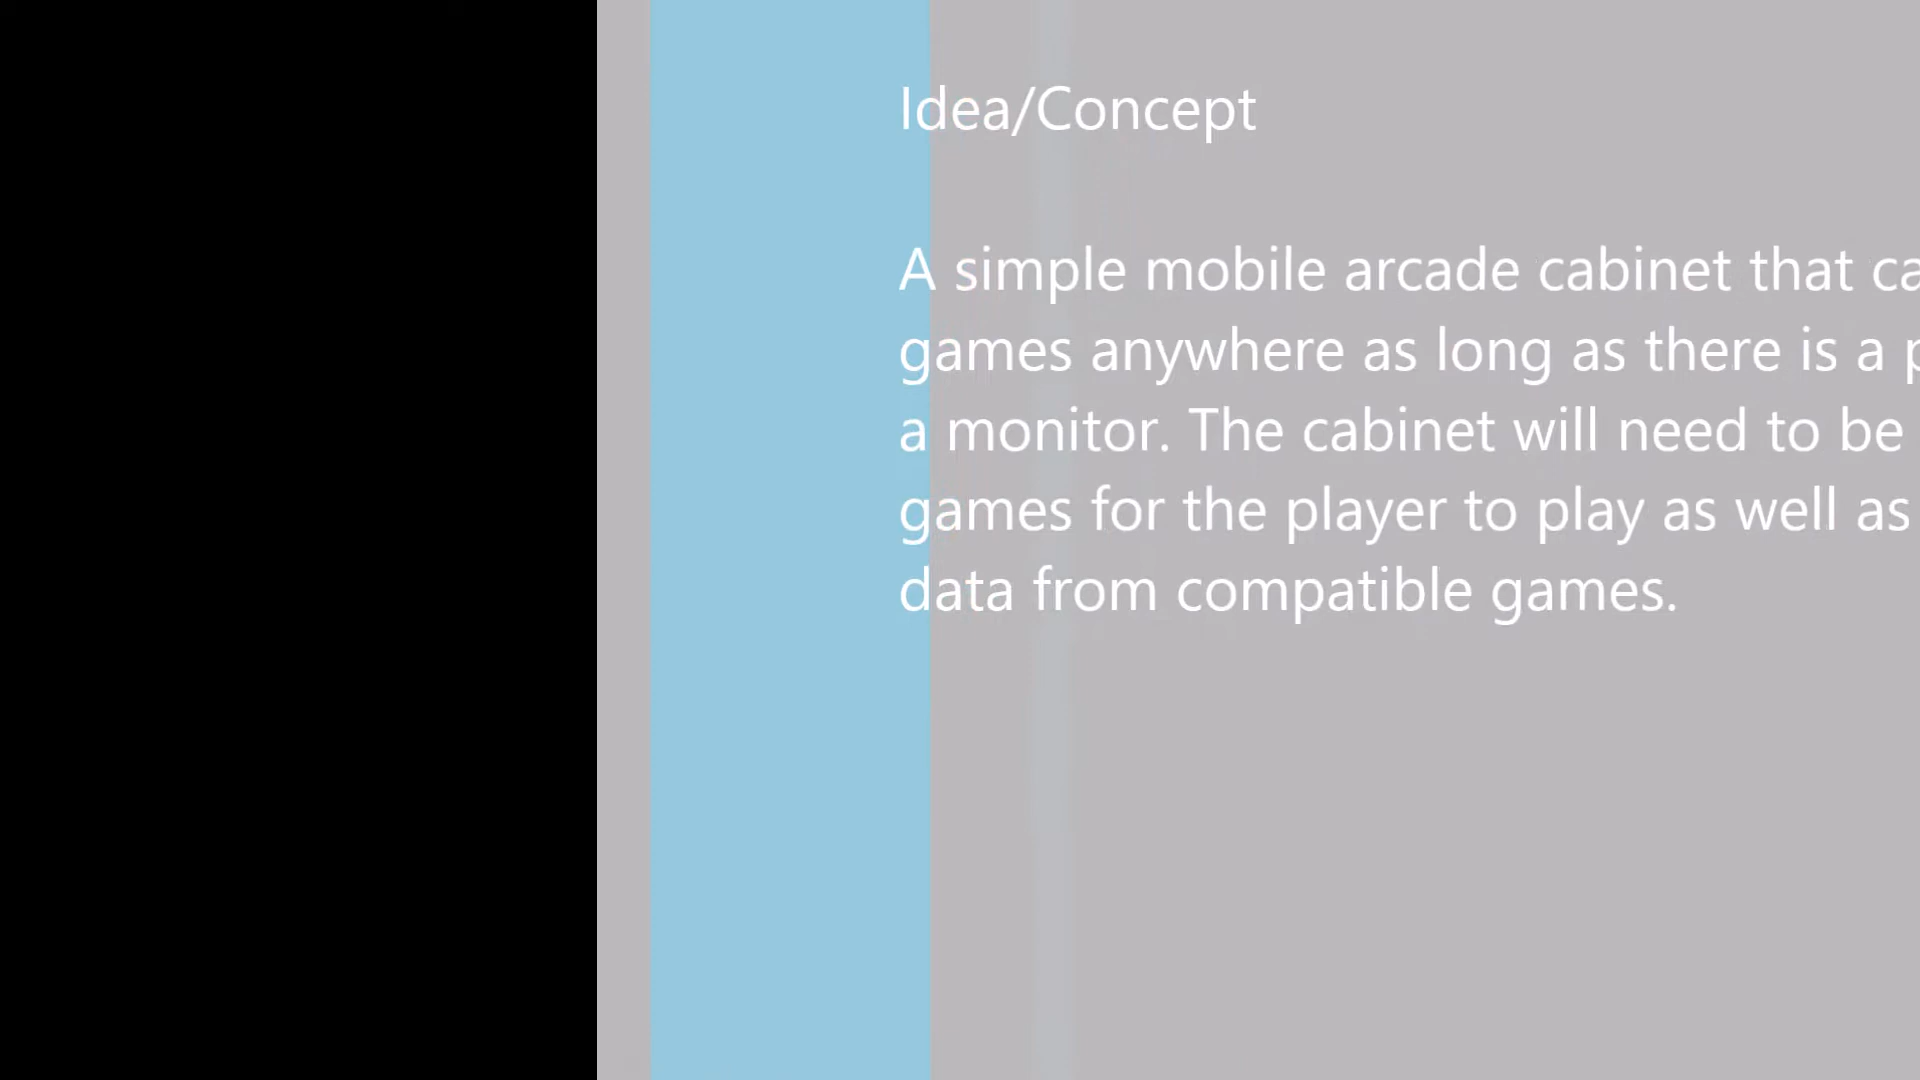 Idea/Concept
A simple mobile arcade cabinet that
games anywhere as long as there is a
a monitor. The cabinet will need to be
games for the player to play as well as
data from compatible games.